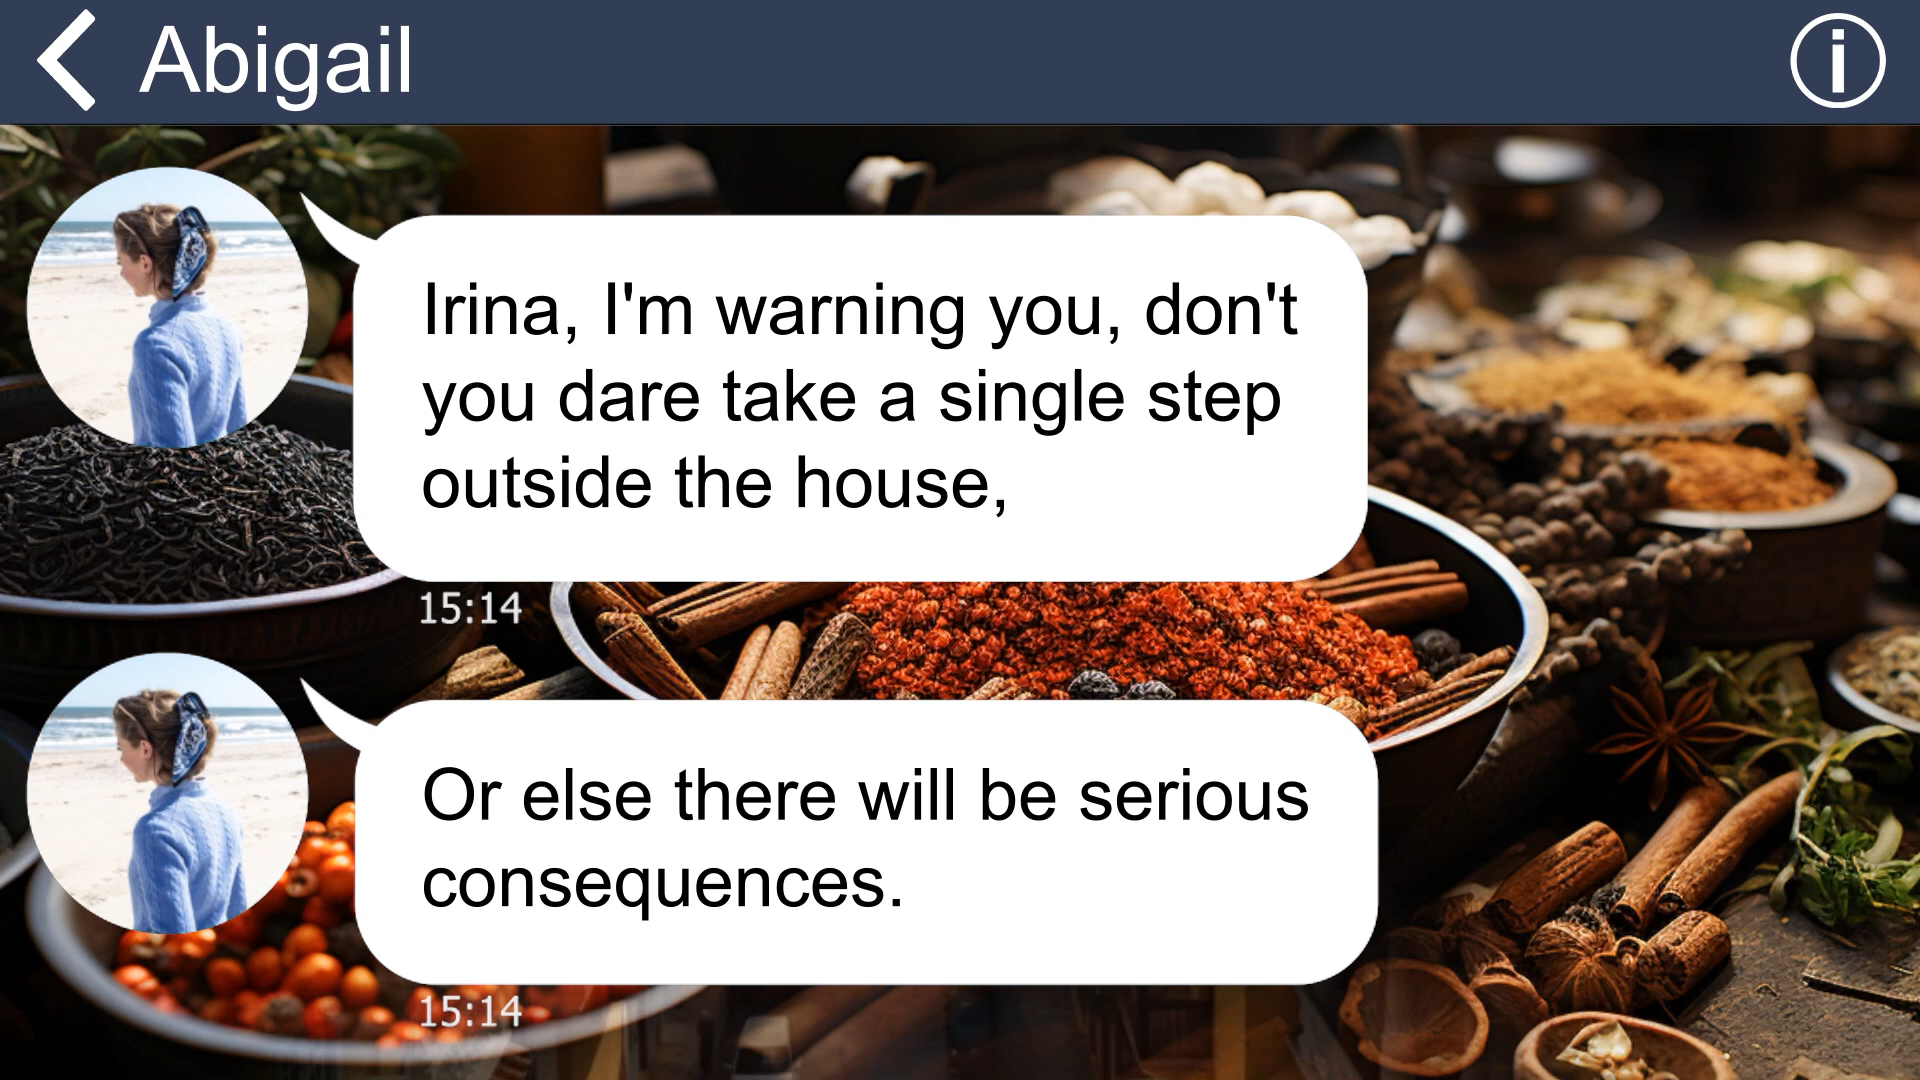 Abigail
Irina, I'm warning you, don't
you dare take a single step
outside the house,
15:14
Or else there will be serious
consequences.
15:14